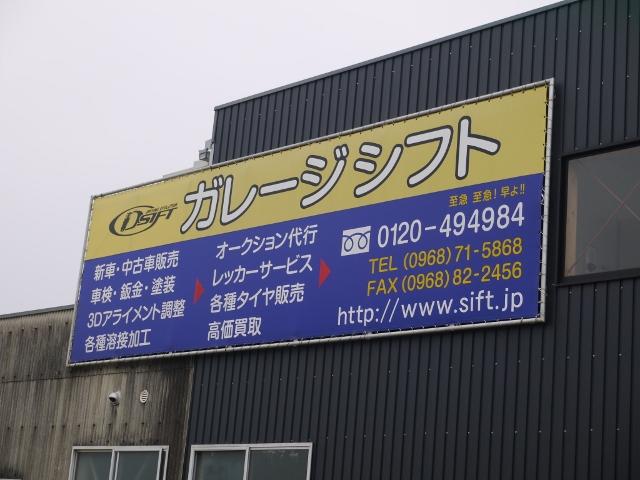 DSIFT
ガレージシフト
新車・中古車販売
車検・鈑金・塗装
3Dアライメント調整
各種溶接加工
オークション代行
レッカーサービス
各種タイヤ販売
高価買取
至急 至急!早よ!!
0120-494984
TEL (0968)71-5868
FAX (0968)82-2456
http://www.sift.jp